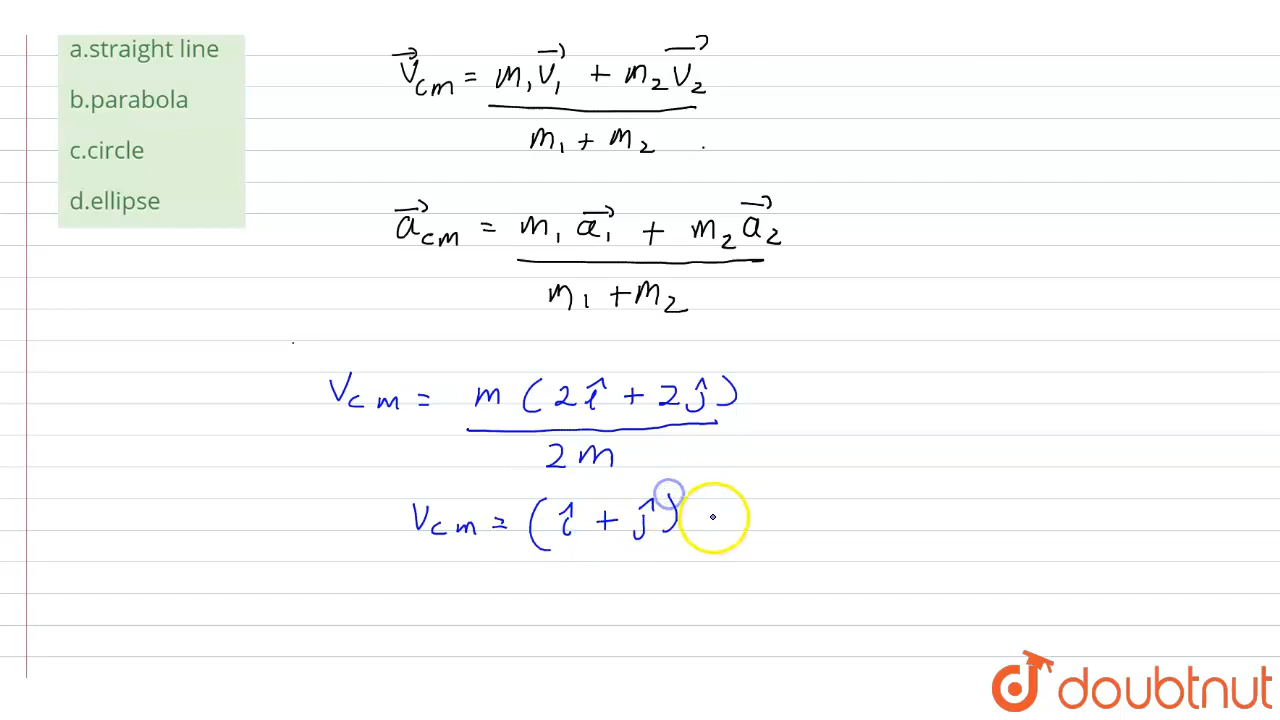 a.straight line
b.parabola
c.circle
d.ellipse
V⃗cm = m₁V⃗₁ + m₂V⃗₂
m₁ + m₂
a⃗cm = m₁a⃗₁ + m₂a⃗₂
m₁ + m₂
Vcm = m (2î + 2ĵ)
2m
Vcm = (î + ĵ)
doubtnut